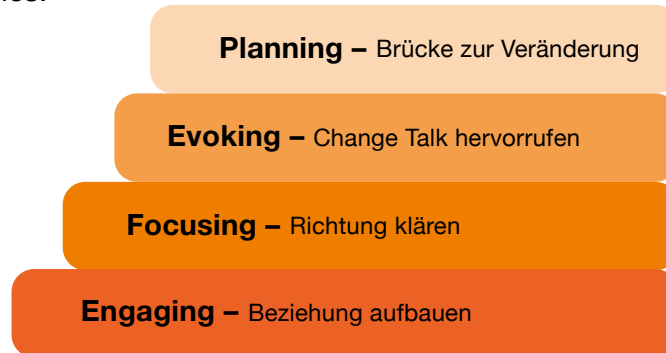 Planning – Brücke zur Veränderung
Evoking – Change Talk hervorrufen
Focusing – Richtung klären
Engaging – Beziehung aufbauen